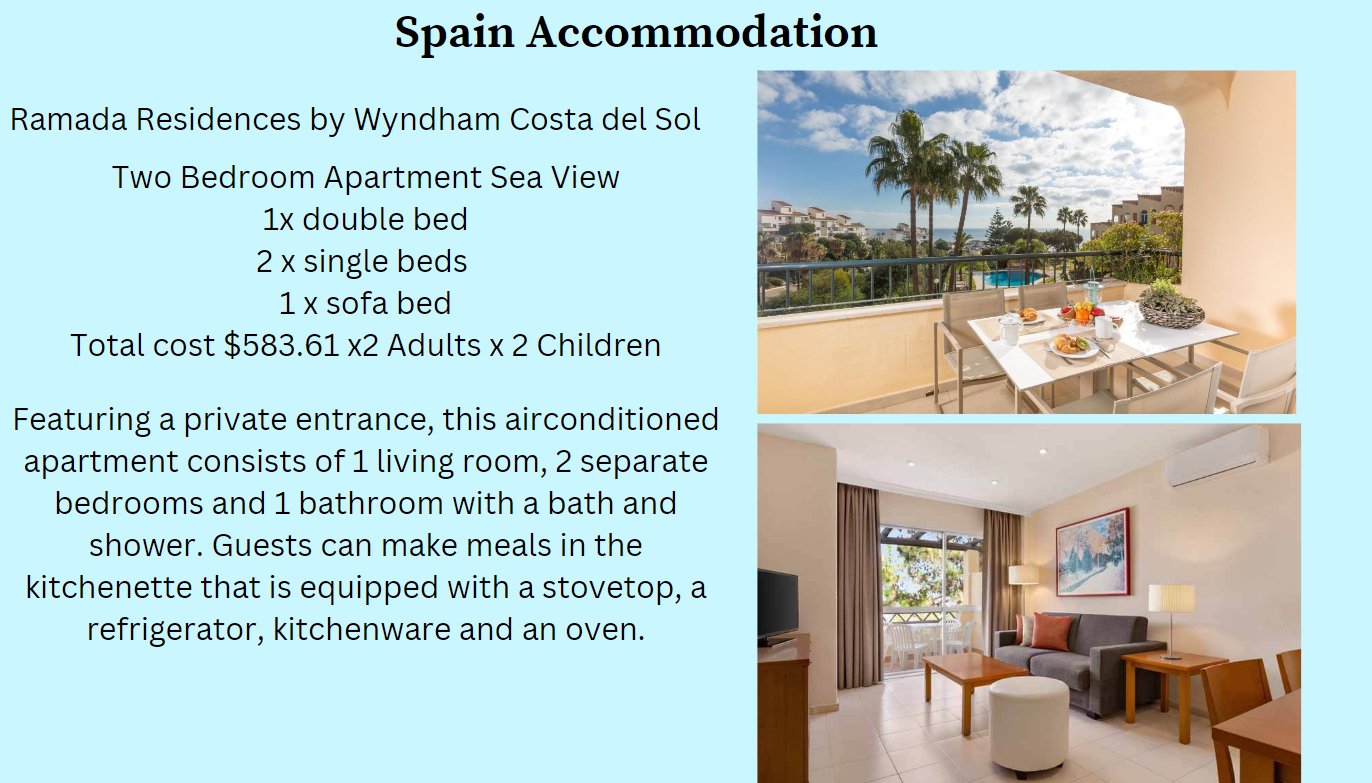 Spain Accommodation
Ramada Residences by Wyndham Costa del Sol
Two Bedroom Apartment Sea View
1x double bed
2 x single beds
1 x sofa bed
Total cost $583.61 x2 Adults x 2 Children
Featuring a private entrance, this airconditioned
apartment consists of 1 living room, 2 separate
bedrooms and 1 bathroom with a bath and
shower. Guests can make meals in the
kitchenette that is equipped with a stovetop, a
refrigerator, kitchenware and an oven.